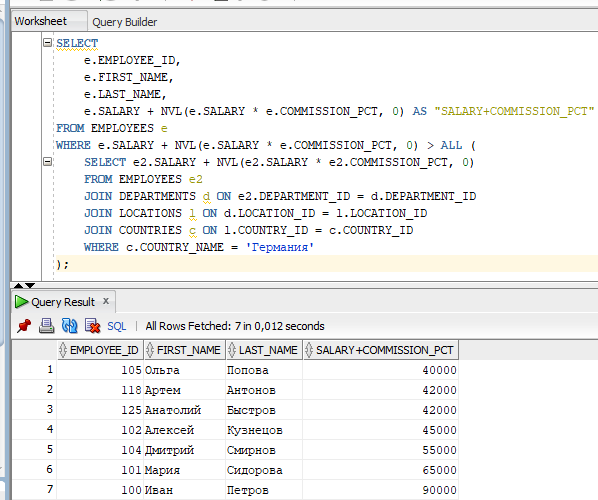 Worksheet Query Builder
SELECT
e.EMPLOYEE_ID,
e.FIRST_NAME,
e.LAST_NAME,
e.SALARY + NVL(e.SALARY * e.COMMISSION_PCT, 0) AS "SALARY+COMMISSION_PCT"
FROM EMPLOYEES e
WHERE e.SALARY + NVL(e.SALARY * e.COMMISSION_PCT, 0) > ALL (
SELECT e2.SALARY + NVL(e2.SALARY * e2.COMMISSION_PCT, 0)
FROM EMPLOYEES e2
JOIN DEPARTMENTS d ON e2.DEPARTMENT_ID = d.DEPARTMENT_ID
JOIN LOCATIONS l ON d.LOCATION_ID = l.LOCATION_ID
JOIN COUNTRIES c ON l.COUNTRY_ID = c.COUNTRY_ID
WHERE c.COUNTRY_NAME = 'Германия'
);
Query Result x
SQL | All Rows Fetched: 7 in 0,012 seconds
EMPLOYEE_ID FIRST_NAME LAST_NAME SALARY+COMMISSION_PCT
1 105 Ольга Попова 40000
2 118 Артем Антонов 42000
3 125 Анатолий Быстров 42000
4 102 Алексей Кузнецов 45000
5 104 Дмитрий Смирнов 55000
6 101 Мария Сидорова 65000
7 100 Иван Петров 90000